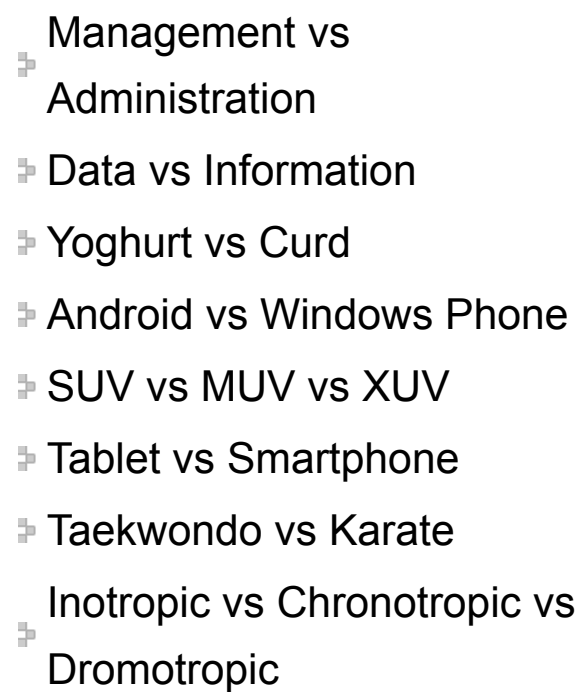 Management vs
Administration
Data vs Information
Yoghurt vs Curd
Android vs Windows Phone
SUV vs MUV vs XUV
Tablet vs Smartphone
Taekwondo vs Karate
Inotropic vs Chronotropic vs
Dromotropic